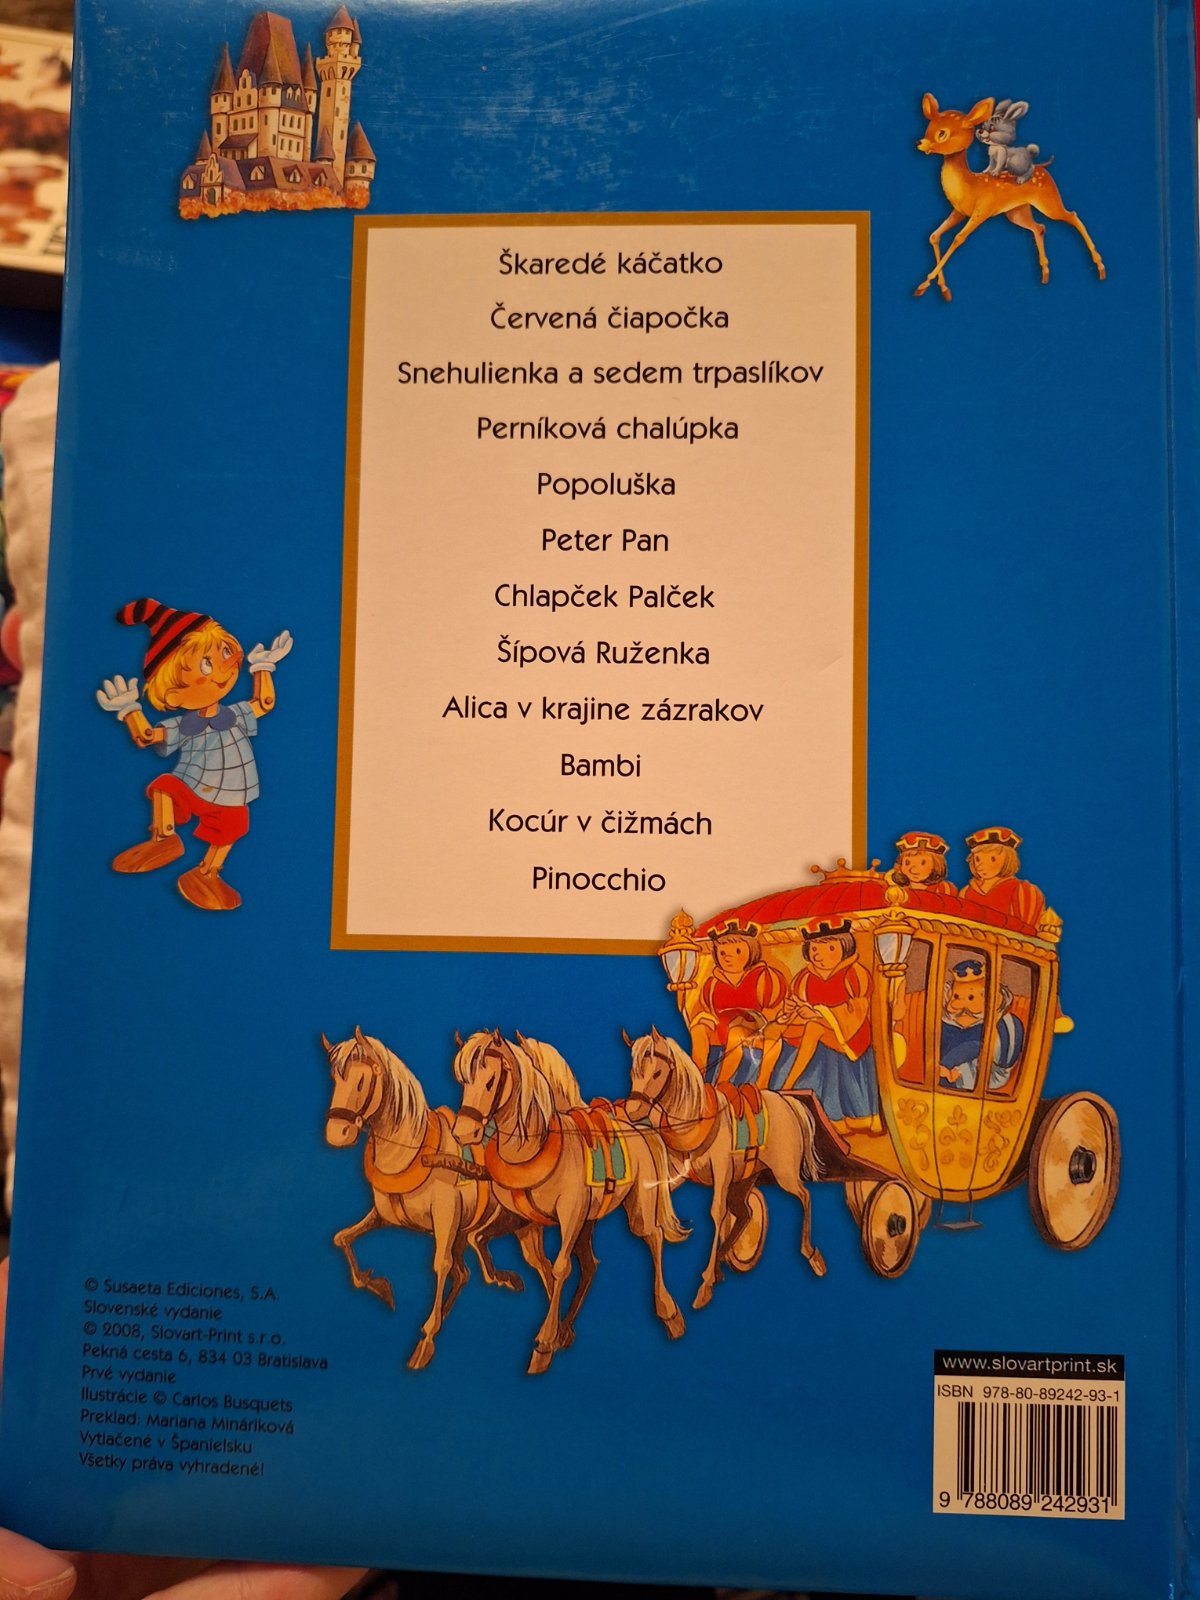 Škaredé káčatko
Červená čiapočka
Snehulienka a sedem trpaslíkov
Perníková chalúpka
Popoluška
Peter Pan
Chlapček Palček
Šípová Ruženka
Alica v krajine zázrakov
Bambi
Kocúr v čižmách
Pinocchio
© Susaeta Ediciones, S.A.
Slovenské vydanie
© 2008, Slovart-Print s.r.o.
Pekná cesta 6, 834 03 Bratislava
Prvé vydanie
Ilustrácie © Carlos Busquets
Preklad: Mariana Mináriková
Vytlačené v Španielsku
Všetky práva vyhradené!
www.slovartprint.sk
ISBN 978-80-89242-93-1
9 788089 242931